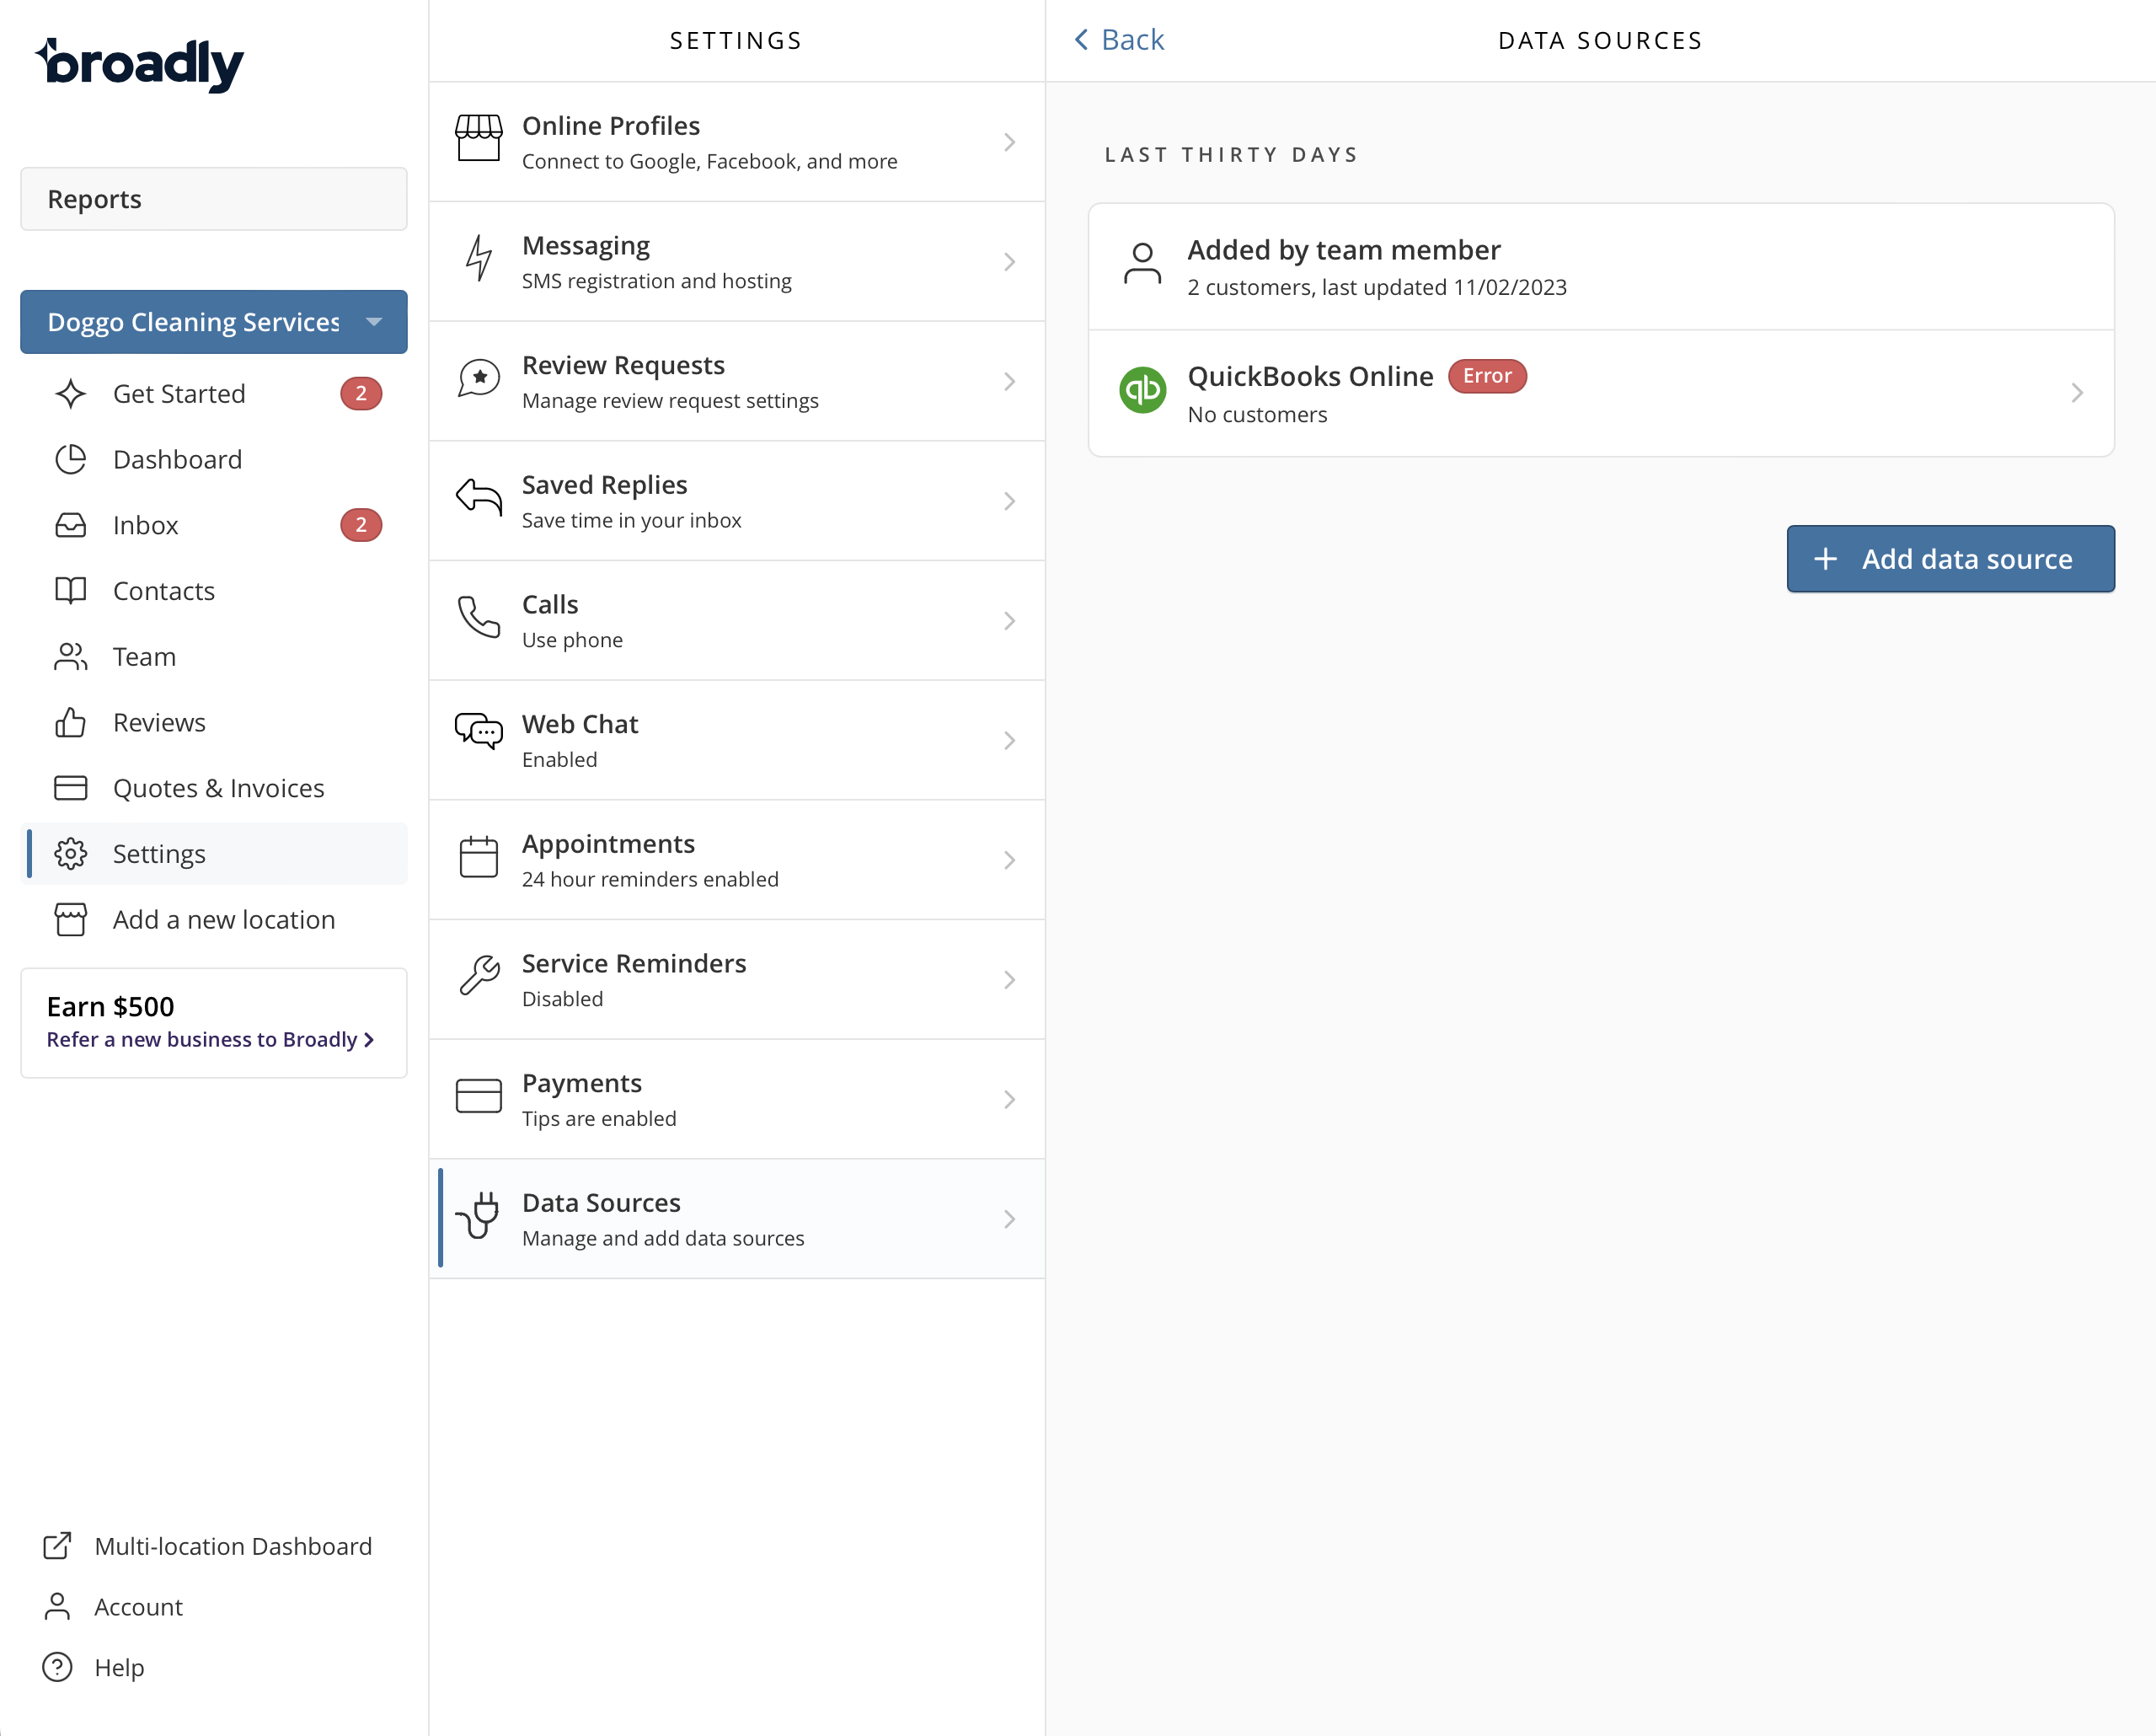 broadly
Reports
Doggo Cleaning Services
Get Started 2
Dashboard
Inbox 2
Contacts
Team
Reviews
Quotes & Invoices
Settings
Add a new location
Earn $500
Refer a new business to Broadly
Multi-location Dashboard
Account
Help
SETTINGS
Online Profiles
Connect to Google, Facebook, and more
Messaging
SMS registration and hosting
Review Requests
Manage review request settings
Saved Replies
Save time in your inbox
Calls
Use phone
Web Chat
Enabled
Appointments
24 hour reminders enabled
Service Reminders
Disabled
Payments
Tips are enabled
Data Sources
Manage and add data sources
Back
DATA SOURCES
LAST THIRTY DAYS
Added by team member
2 customers, last updated 11/02/2023
qb
QuickBooks Online Error
No customers
+ Add data source